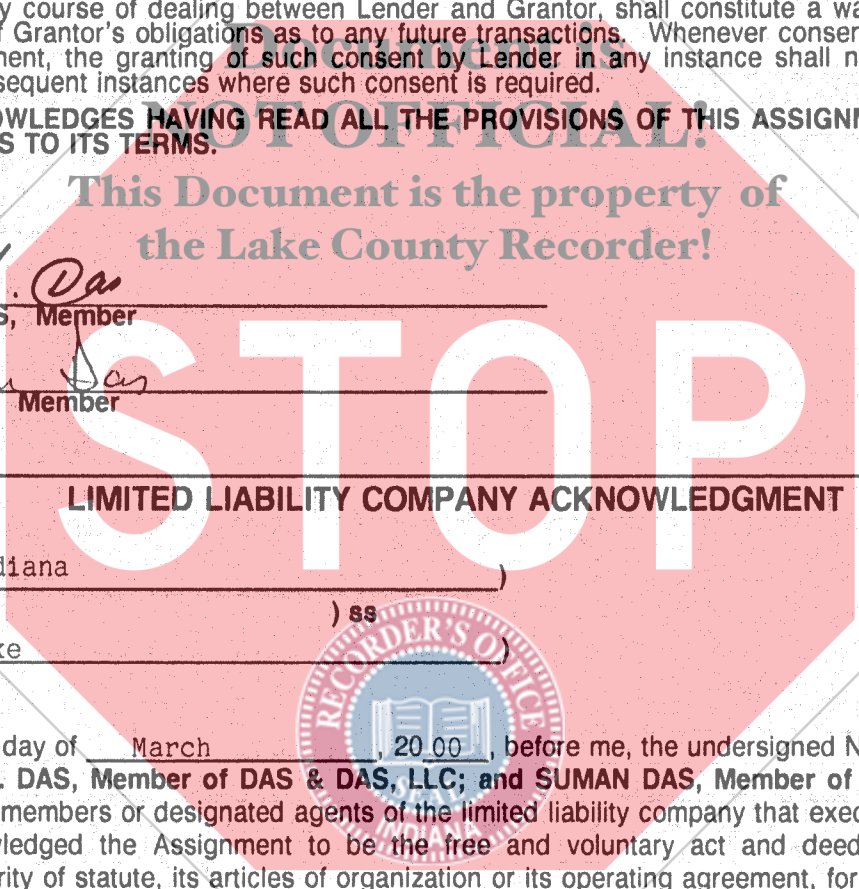 y course of dealing between Lender and Grantor, shall constitute a wa
f Grantor's obligations as to any future transactions. Whenever consen
ment, the granting of such consent by Lender in any instance shall n
sequent instances where such consent is required.
Document is
OWLEDGES HAVING READ ALL THE PROVISIONS OF THIS ASSIGNM
NOT OFFICIAL!
S TO ITS TERMS.
This Document is the property of
the Lake County Recorder!
. Das
S, Member
Das
Member
STOP
LIMITED LIABILITY COMPANY ACKNOWLEDGMENT
diana )
) ss
ke )
RECORDER'S OFFICE
day of March , 20 00 , before me, the undersigned N
. DAS, Member of DAS & DAS, LLC; and SUMAN DAS, Member of
SEAL
members or designated agents of the limited liability company that exec
INDIANA
ledged the Assignment to be the free and voluntary act and deed
rity of statute, its articles of organization or its operating agreement, for